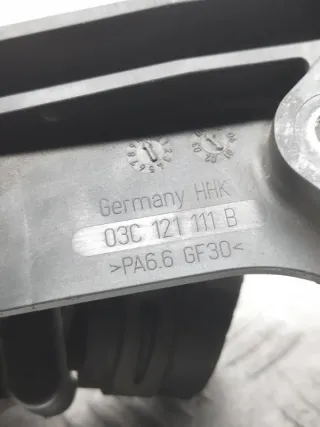 Germany HHK
03C 121 111 B
>PA6.6 GF30<